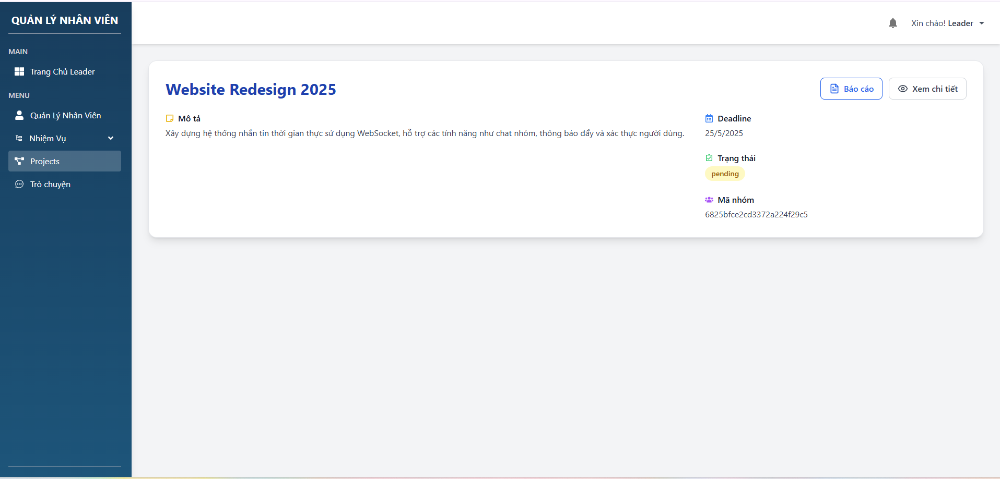 QUẢN LÝ NHÂN VIÊN
MAIN
Trang Chủ Leader
MENU
Quản Lý Nhân Viên
Nhiệm Vụ
Projects
Trò chuyện
Xin chào! Leader
Website Redesign 2025
Báo cáo
Xem chi tiết
Mô tả
Xây dựng hệ thống nhắn tin thời gian thực sử dụng WebSocket, hỗ trợ các tính năng như chat nhóm, thông báo đẩy và xác thực người dùng.
Deadline
25/5/2025
Trạng thái
pending
Mã nhóm
6825bfce2cd3372a224f29c5